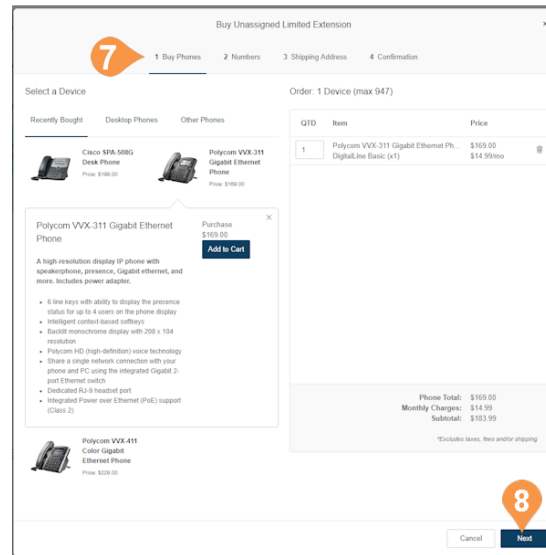 Buy Unassigned Limited Extension
×
7
1 Buy Phones 2 Numbers 3 Shipping Address 4 Confirmation
Select a Device
Recently Bought Desktop Phones Other Phones
Cisco SPA-508G
Desk Phone
Price: $199.00
Polycom VVX-311
Gigabit Ethernet
Phone
Price: $169.00
Polycom VVX-311 Gigabit Ethernet
Phone
A high-resolution display IP phone with
speakerphone, presence, Gigabit ethernet, and
more. Includes power adapter.
• 6 line keys with ability to display the presence
status for up to 4 users on the phone display
• Intelligent context-based softkeys
• Backlit monochrome display with 208 x 104
resolution
• Polycom HD (high-definition) voice technology
• Share a single network connection with your
phone and PC using the integrated Gigabit 2-
port Ethernet switch
• Dedicated RJ-9 headset port
• Integrated Power over Ethernet (PoE) support
(Class 2)
Purchase
$169.00
Add to Cart
×
Polycom VVX-411
Color Gigabit
Ethernet Phone
Price: $229.00
Order: 1 Device (max 947)
QTD Item Price
1 Polycom VVX-311 Gigabit Ethernet Ph... $169.00
DigitalLine Basic (x1) $14.99/mo
Phone Total: $169.00
Monthly Charges: $14.99
Subtotal: $183.99
*Excludes taxes, fees and/or shipping
8
Cancel Next